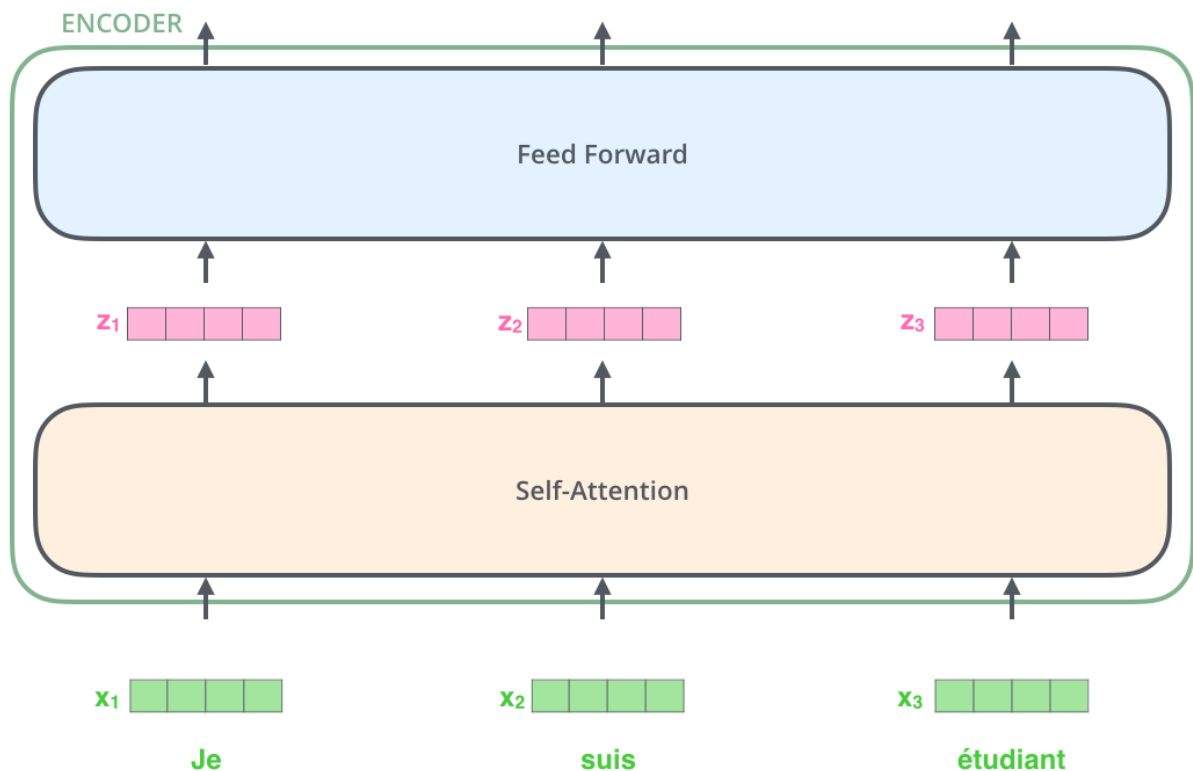 ENCODER
Feed Forward
z₁ z₂ z₃
Self-Attention
x₁ x₂ x₃
Je suis étudiant